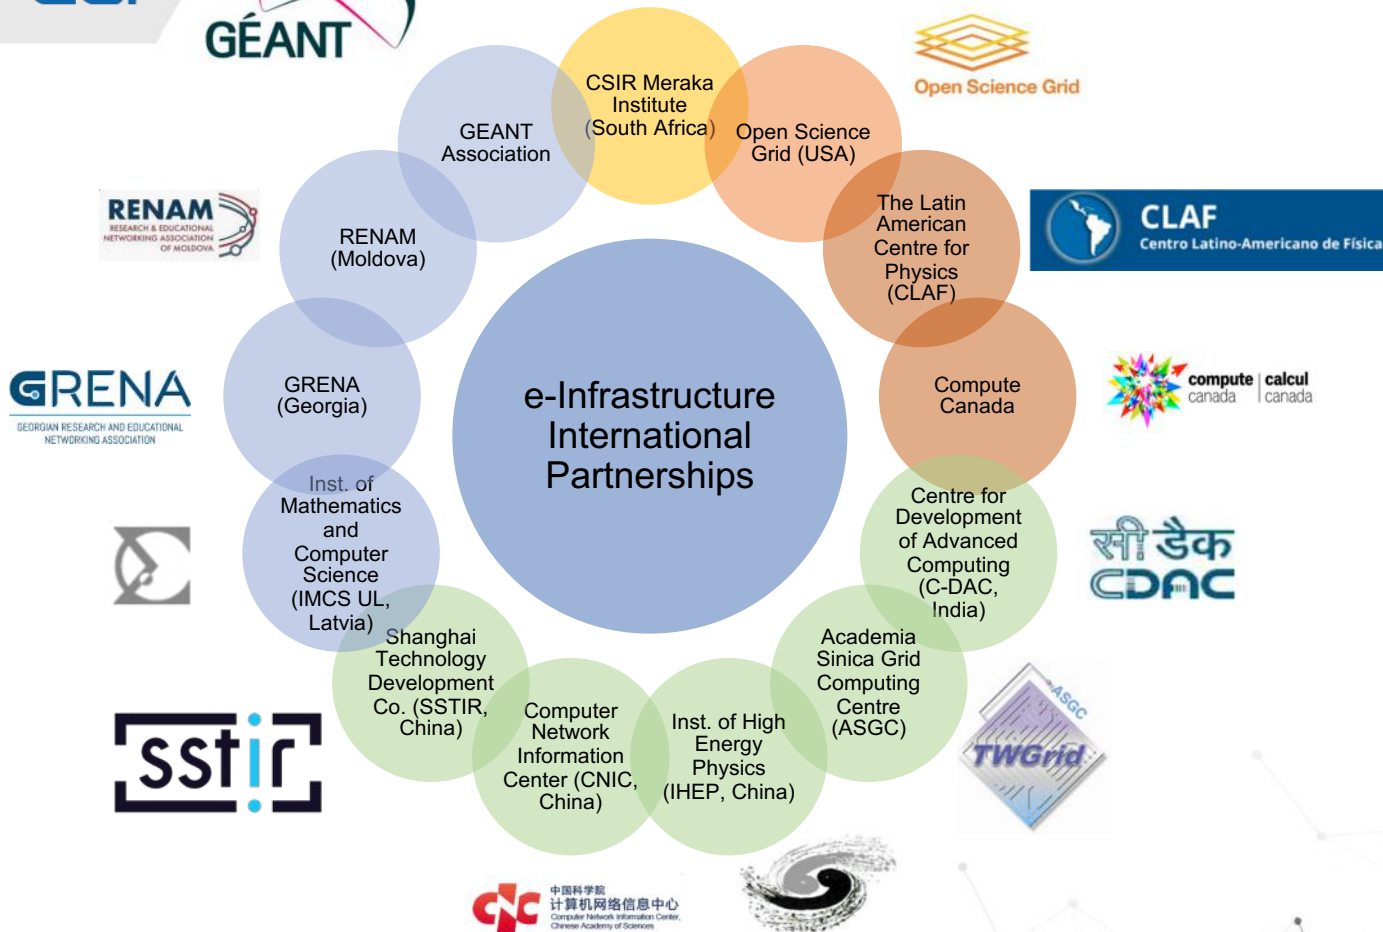 GÉANT
CSIR Meraka
Institute
(South Africa)
GEANT
Association
Open Science
Grid (USA)
Open Science Grid
RENAM
RESEARCH & EDUCATIONAL
NETWORKING ASSOCIATION
OF MOLDOVA
RENAM
(Moldova)
The Latin
American
Centre for
Physics
(CLAF)
CLAF
Centro Latino-Americano de Física
GRENA
GEORGIAN RESEARCH AND EDUCATIONAL
NETWORKING ASSOCIATION
GRENA
(Georgia)
e-Infrastructure
International
Partnerships
Compute
Canada
compute | calcul
canada | canada
Inst. of
Mathematics
and
Computer
Science
(IMCS UL,
Latvia)
Centre for
Development
of Advanced
Computing
(C-DAC,
India)
सी डैक
CDAC
Shanghai
Technology
Development
Co. (SSTIR,
China)
sstir
Computer
Network
Information
Center (CNIC,
China)
Inst. of High
Energy
Physics
(IHEP, China)
Academia
Sinica Grid
Computing
Centre
(ASGC)
ASGC
TWGrid
CNC
中国科学院
计算机网络信息中心
Computer Network Information Center,
Chinese Academy of Sciences